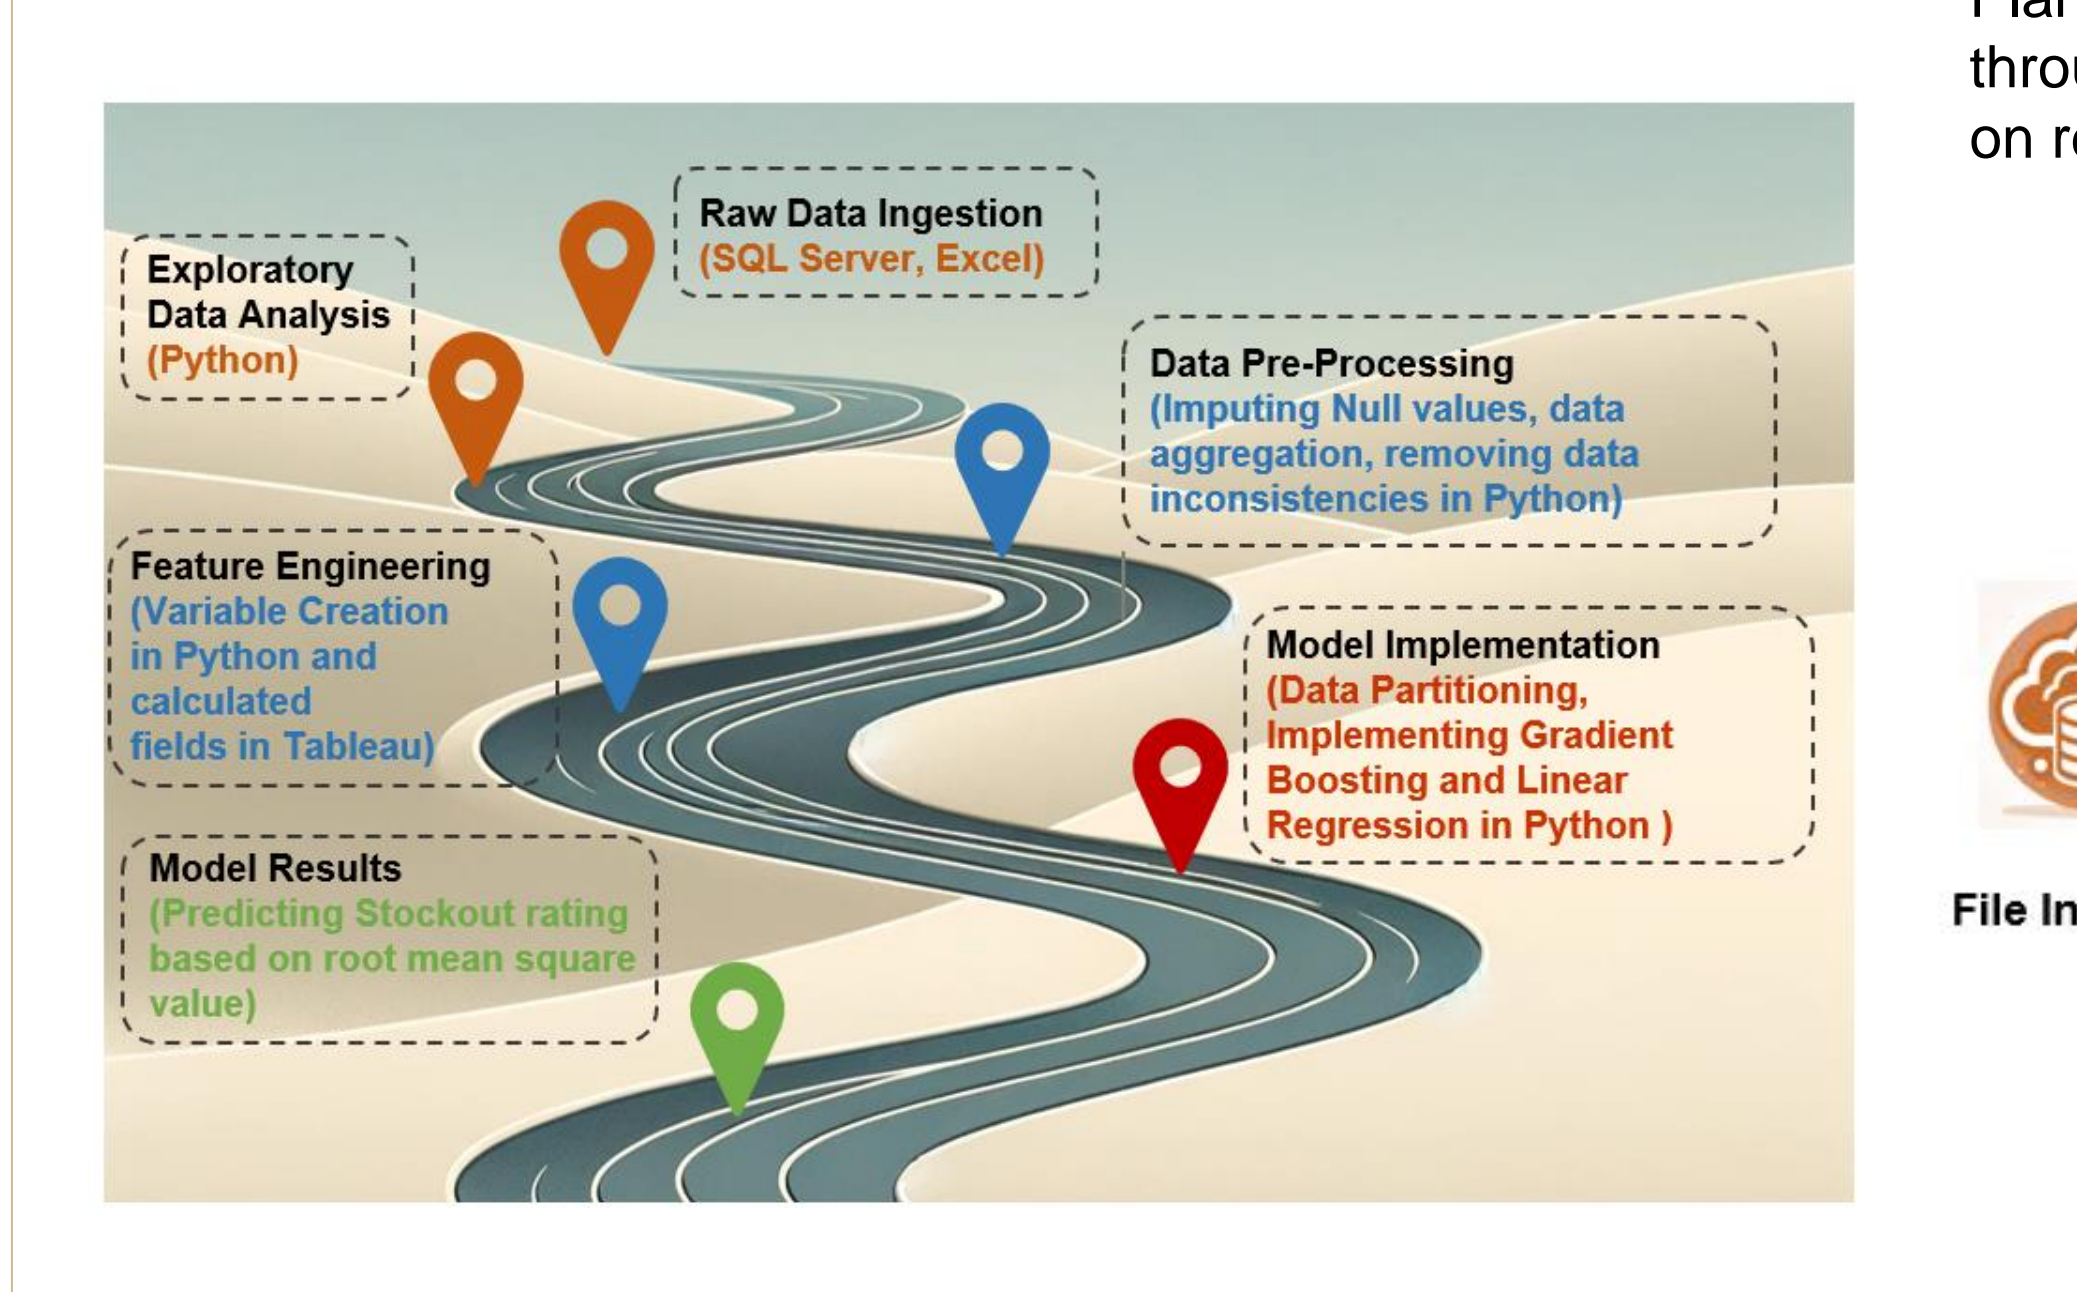 Raw Data Ingestion
(SQL Server, Excel)
Exploratory
Data Analysis
(Python)
Data Pre-Processing
(Imputing Null values, data
aggregation, removing data
inconsistencies in Python)
Feature Engineering
(Variable Creation
in Python and
calculated
fields in Tableau)
Model Implementation
(Data Partitioning,
Implementing Gradient
Boosting and Linear
Regression in Python )
Model Results
(Predicting Stockout rating
based on root mean square
value)
on
File